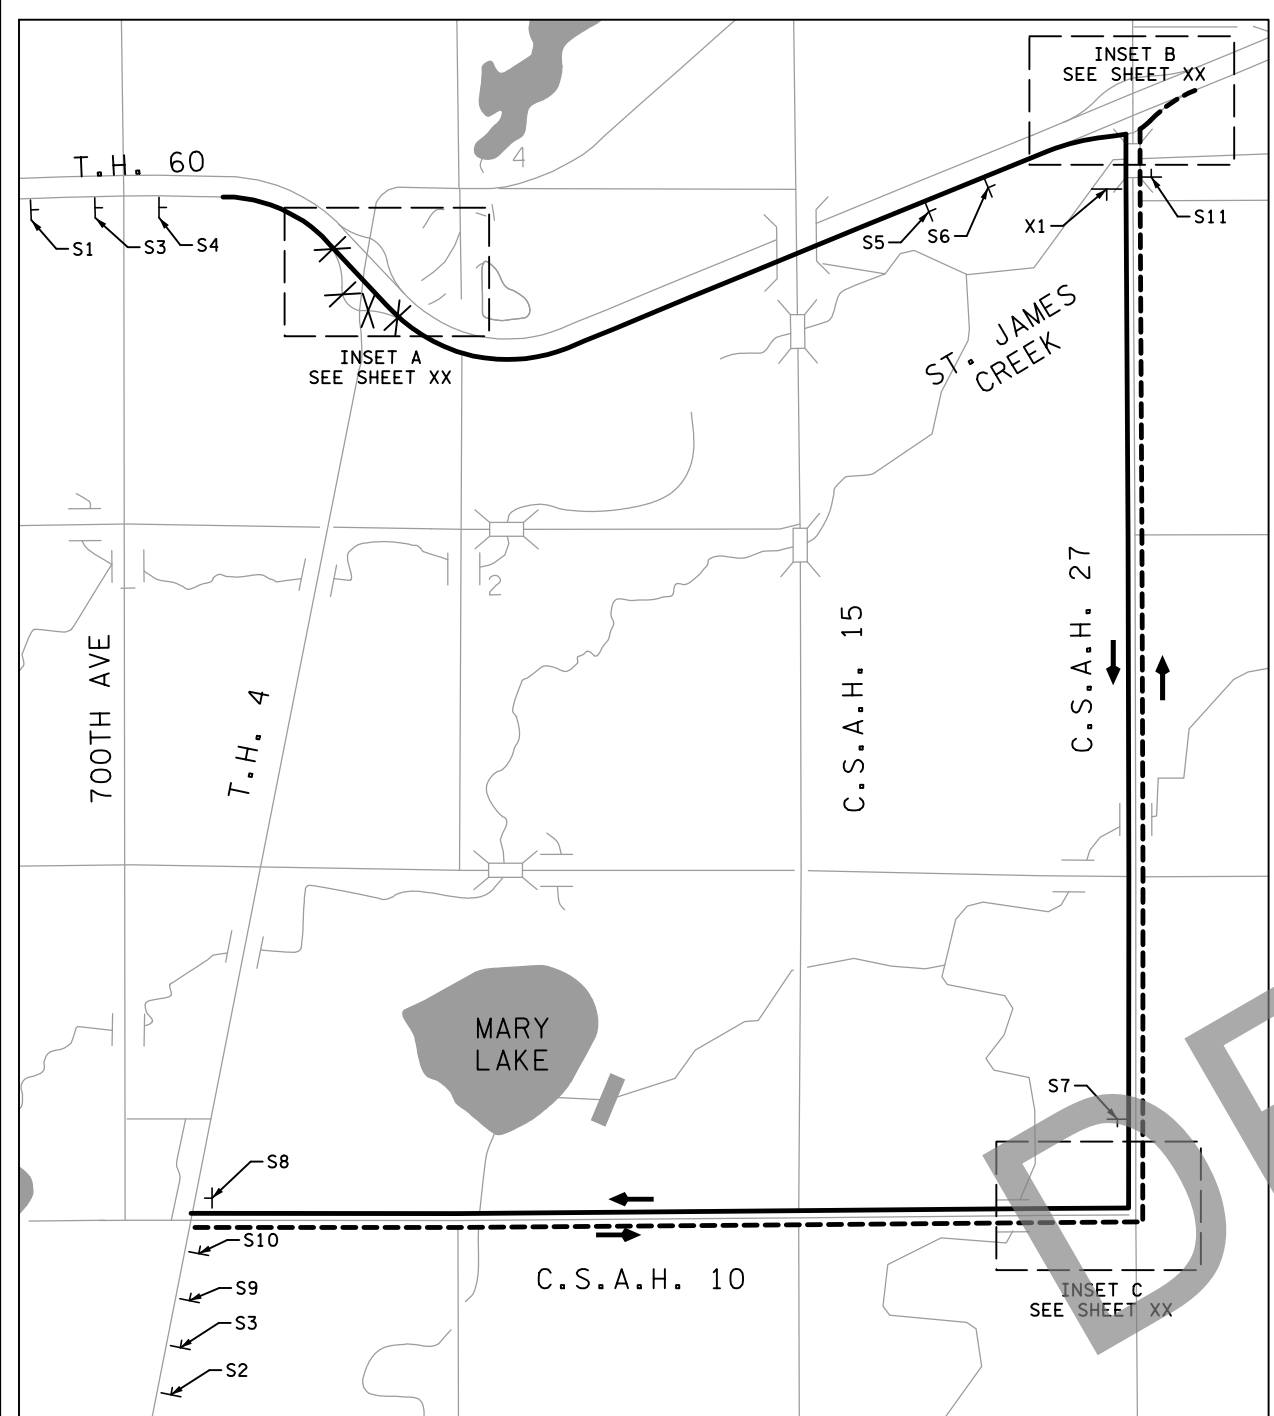 INSET B
SEE SHEET XX
4
T.H. 60
S1
S3
S4
S5
S6
X1
S11
INSET A
SEE SHEET XX
ST. JAMES
CREEK
2
700TH AVE
T.H. 4
C.S.A.H. 15
C.S.A.H. 27
MARY
LAKE
S7
S8
S10
S9
S3
S2
C.S.A.H. 10
INSET C
SEE SHEET XX
D